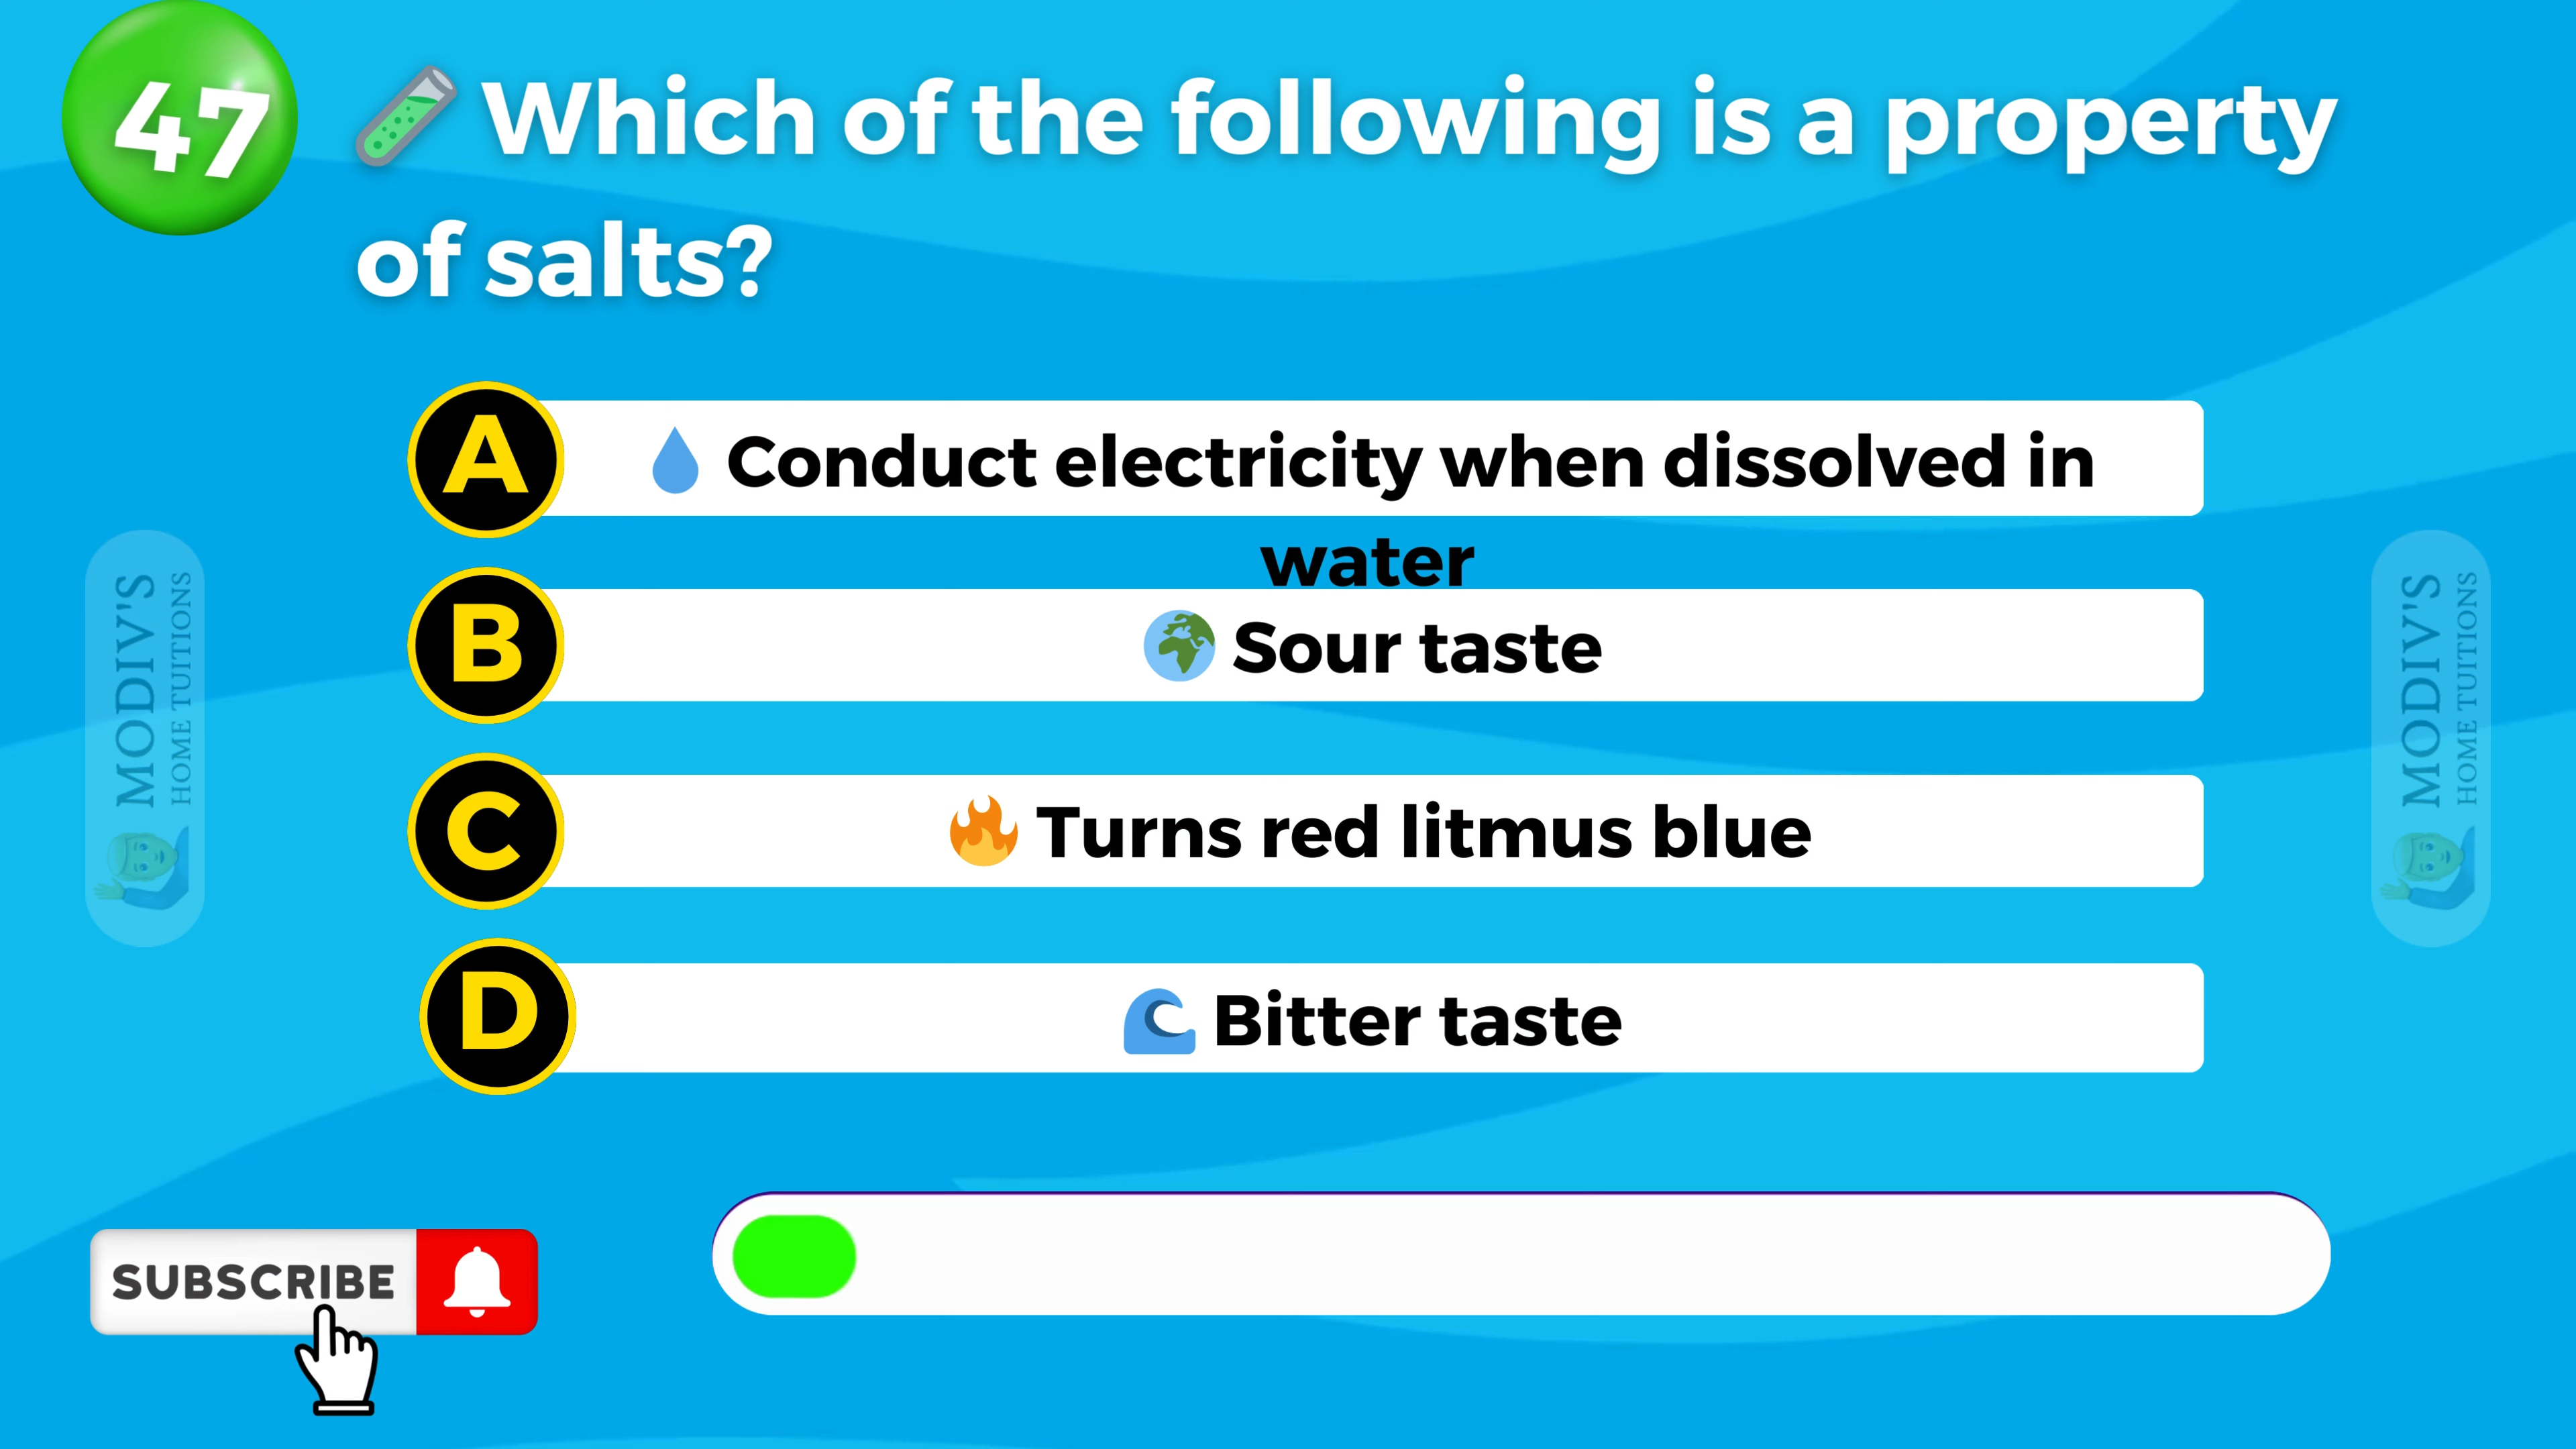 47
Which of the following is a property
of salts?
A
Conduct electricity when dissolved in
water
B
Sour taste
C
Turns red litmus blue
D
Bitter taste
MODIV'S
HOME TUITIONS
MODIV'S
HOME TUITIONS
SUBSCRIBE